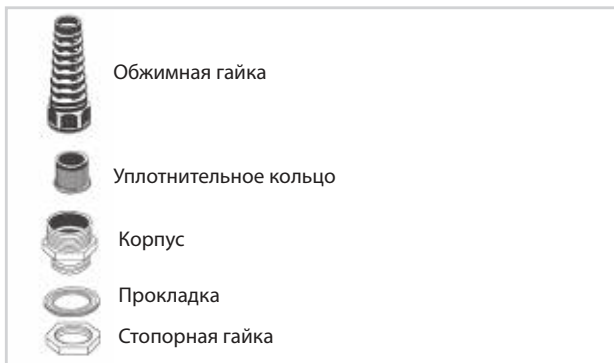 Обжимная гайка
Уплотнительное кольцо
Корпус
Прокладка
Стопорная гайка